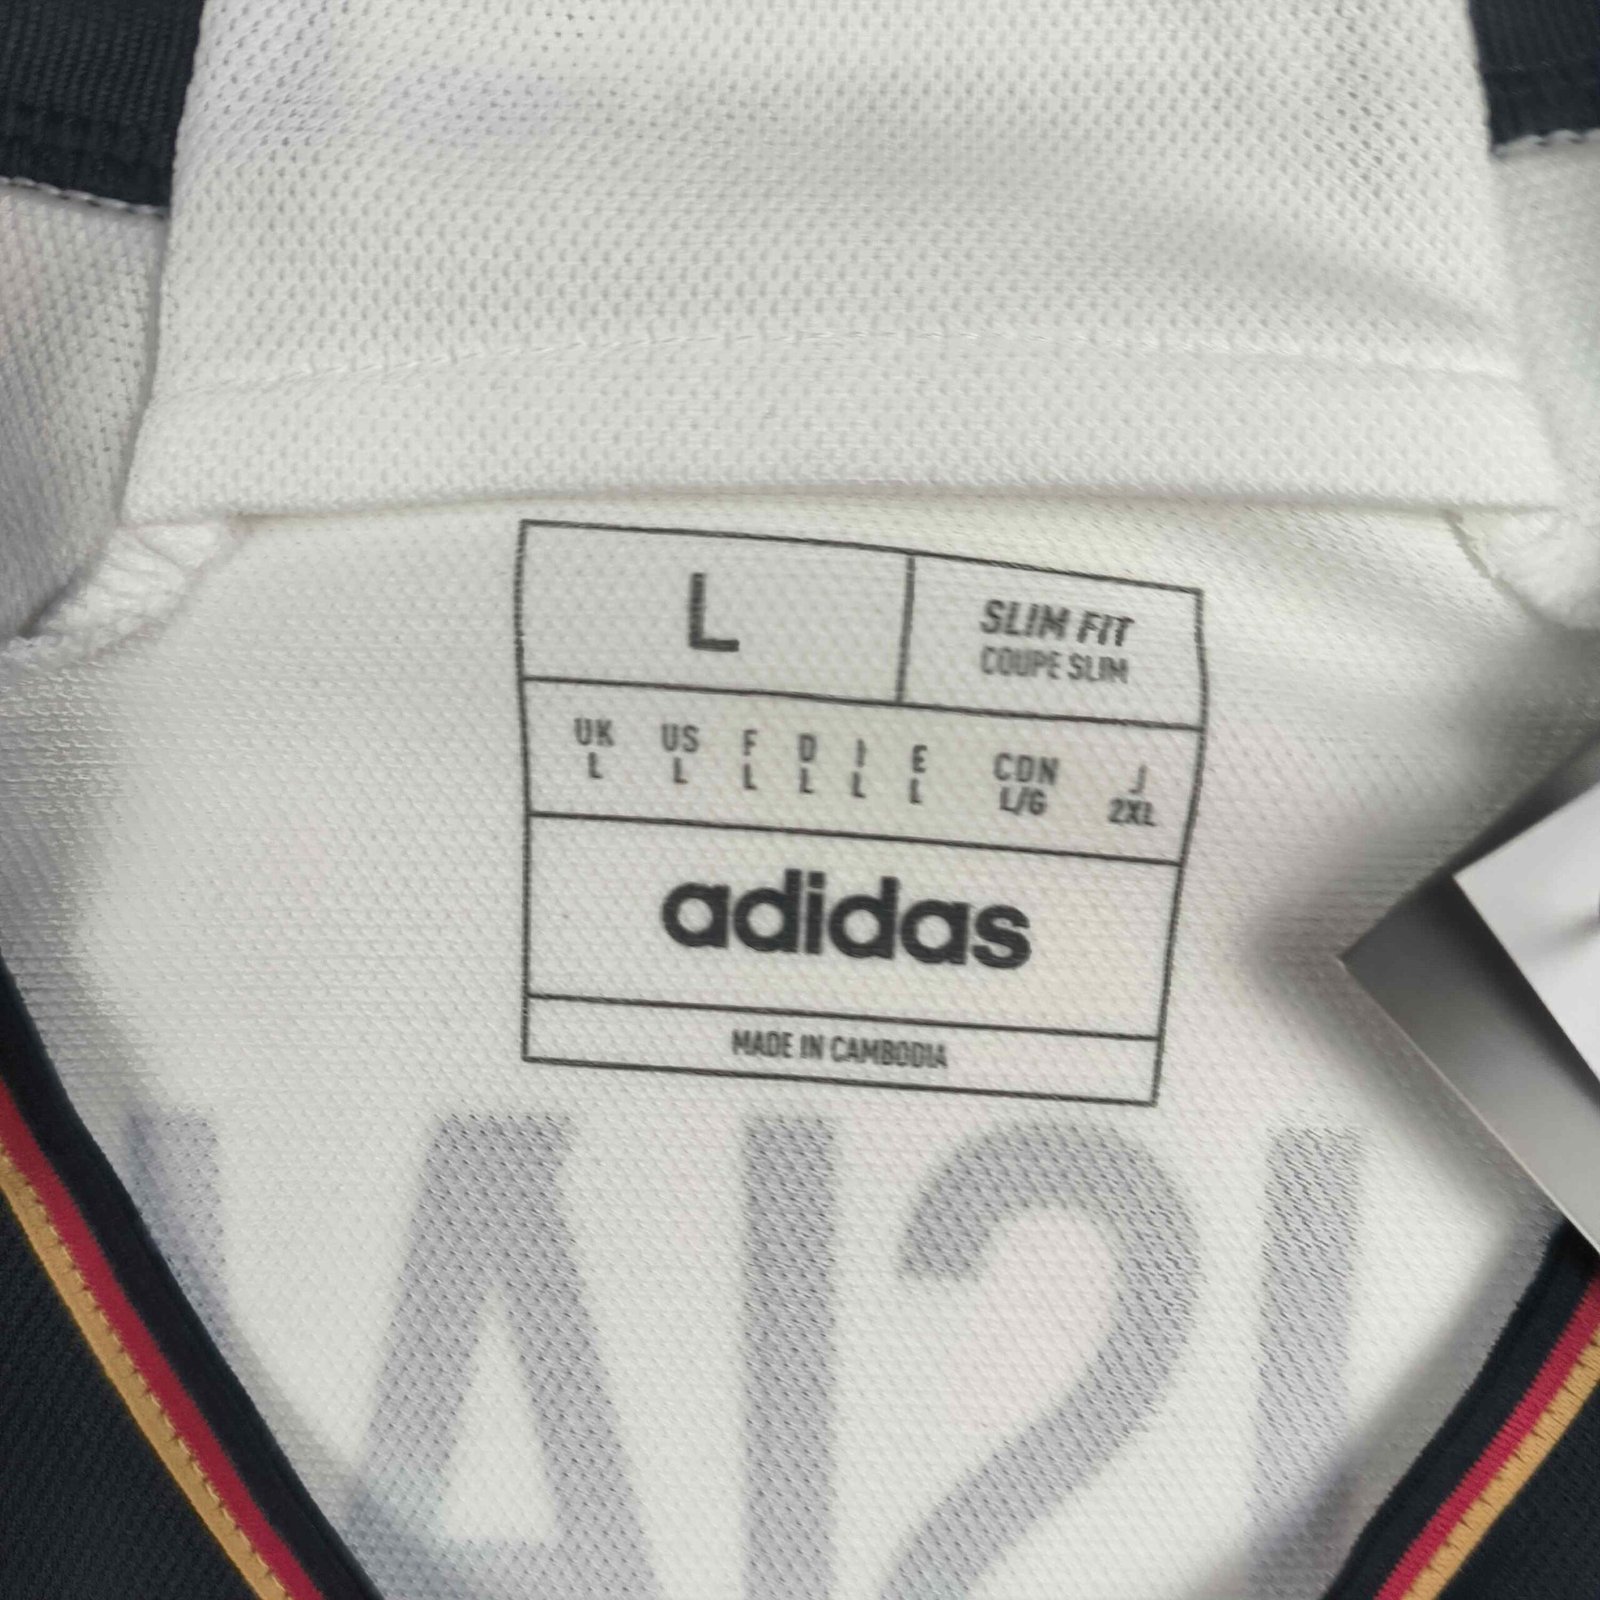 L
SLIM FIT
COUPE SLIM
UK US F D I E CDN J
L L L L L L L/G 2XL
adidas
MADE IN CAMBODIA